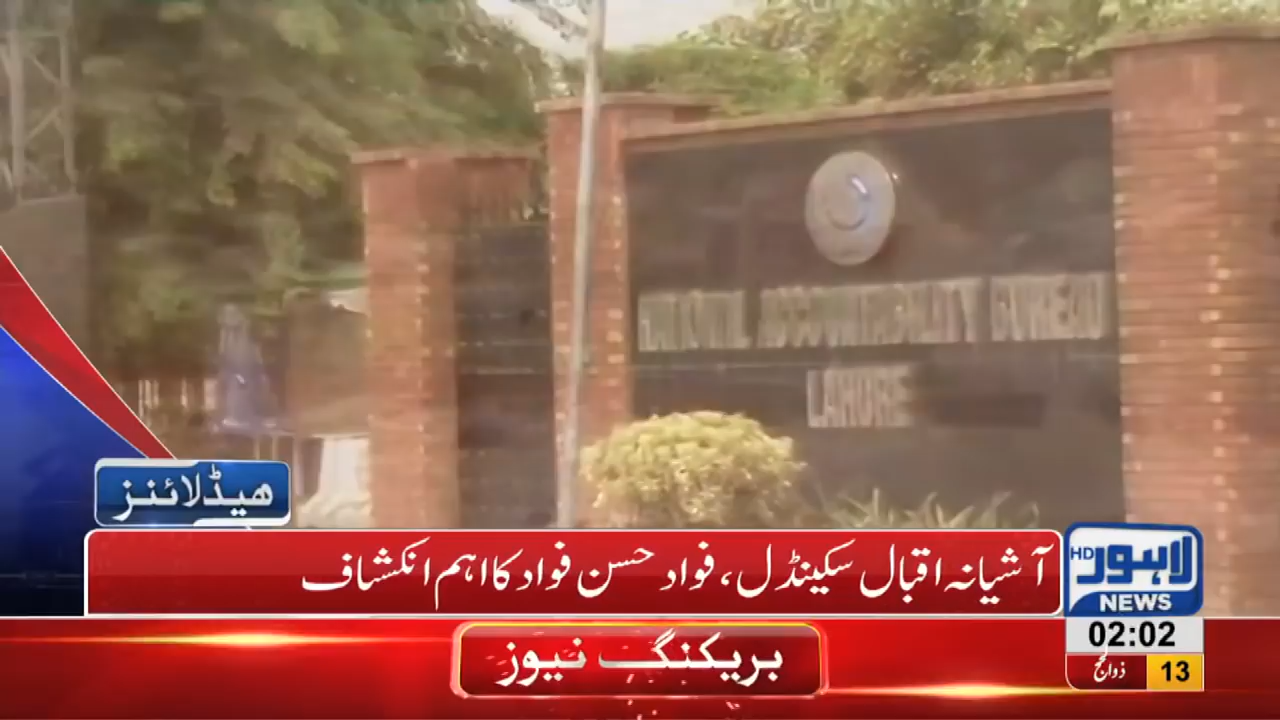 NATIONAL ACCOUNTABILITY BUREAU
LAHORE
ھیڈلائنز
آشیانہ اقبال سکینڈل، فواد حسن فواد کا اہم انکشاف
لاہور HD
NEWS
بریکنگ نیوز
02:02
13 ذوالحج